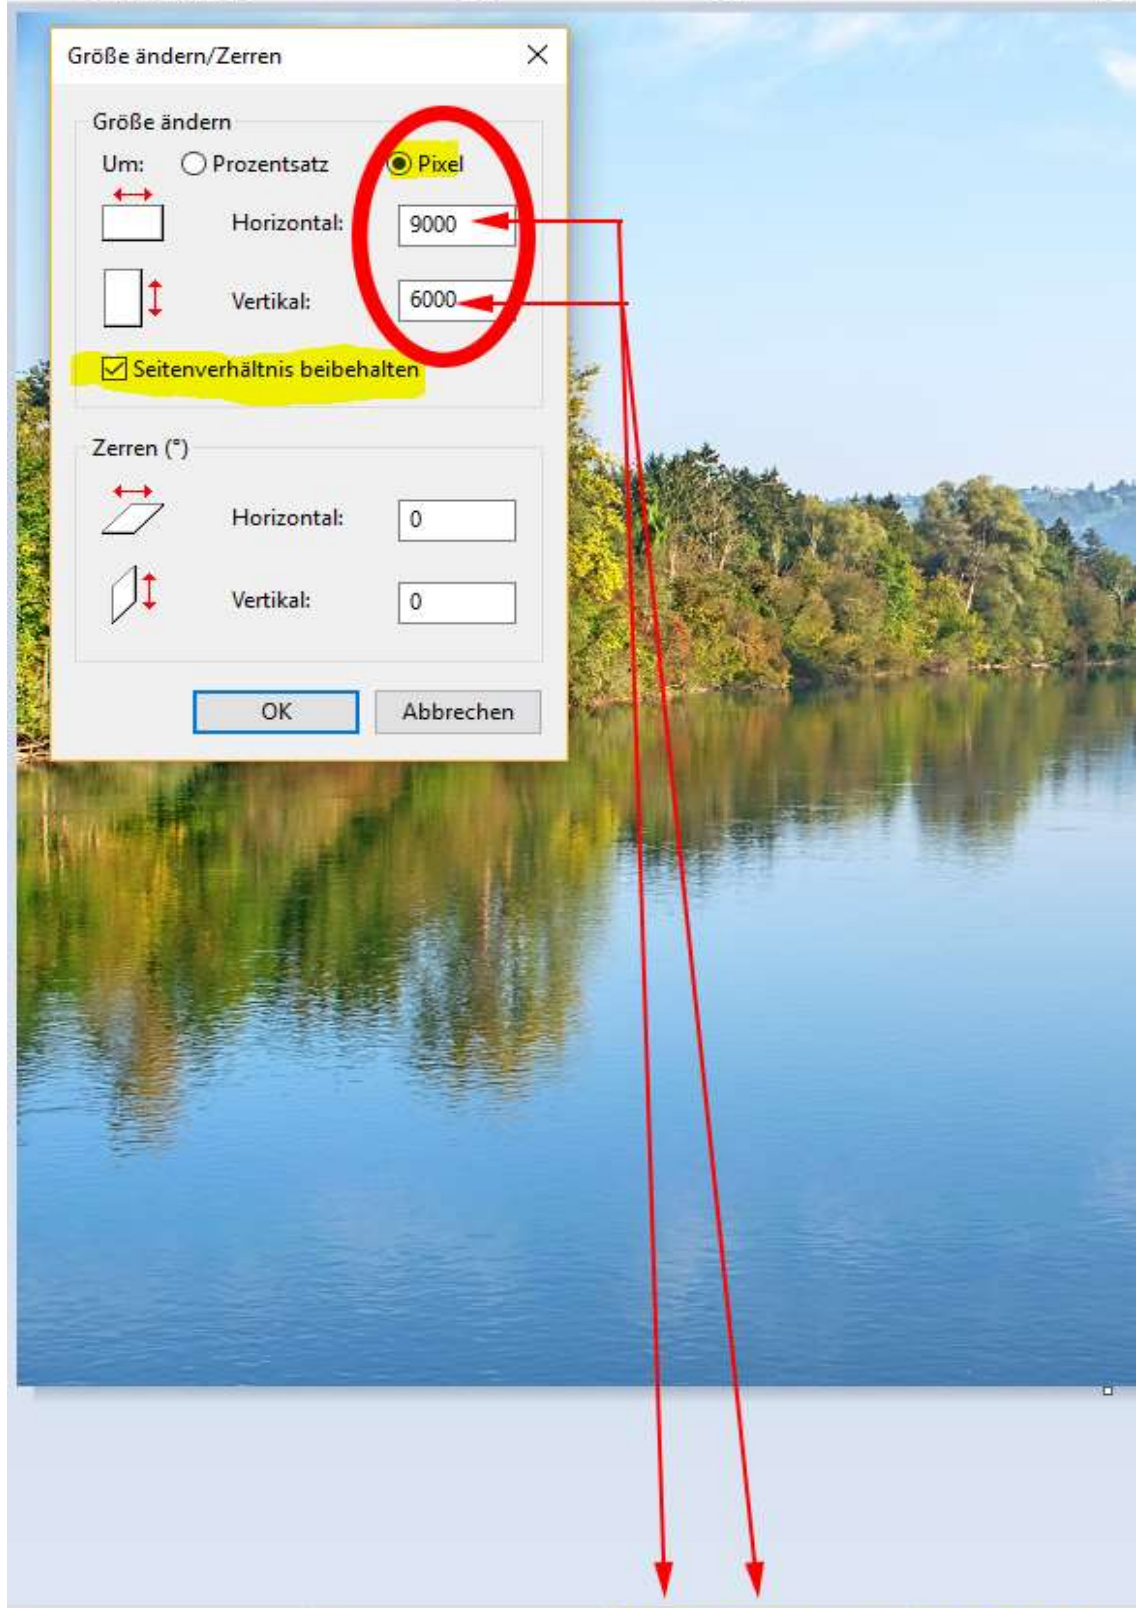 Größe ändern/Zerren
Größe ändern
Um: Prozentsatz Pixel
Horizontal: 9000
Vertikal: 6000
Seitenverhältnis beibehalten
Zerren (°)
Horizontal: 0
Vertikal: 0
OK Abbrechen